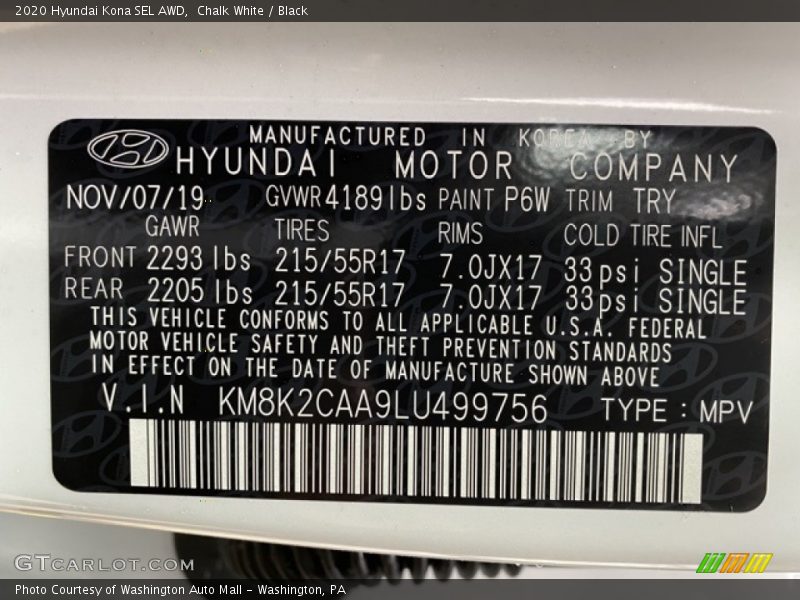 2020 Hyundai Kona SEL AWD,  Chalk White / Black
MANUFACTURED IN KOREA BY
HYUNDAI MOTOR COMPANY
NOV/07/19 GVWR 4189 lbs PAINT P6W TRIM TRY
GAWR TIRES RIMS COLD TIRE INFL
FRONT 2293 lbs 215/55R17 7.0JX17 33psi SINGLE
REAR 2205 lbs 215/55R17 7.0JX17 33psi SINGLE
THIS VEHICLE CONFORMS TO ALL APPLICABLE U.S.A. FEDERAL
MOTOR VEHICLE SAFETY AND THEFT PREVENTION STANDARDS
IN EFFECT ON THE DATE OF MANUFACTURE SHOWN ABOVE
V.I.N KM8K2CAA9LU499756 TYPE : MPV
GTCARLOT.COM
Photo Courtesy of Washington Auto Mall - Washington, PA